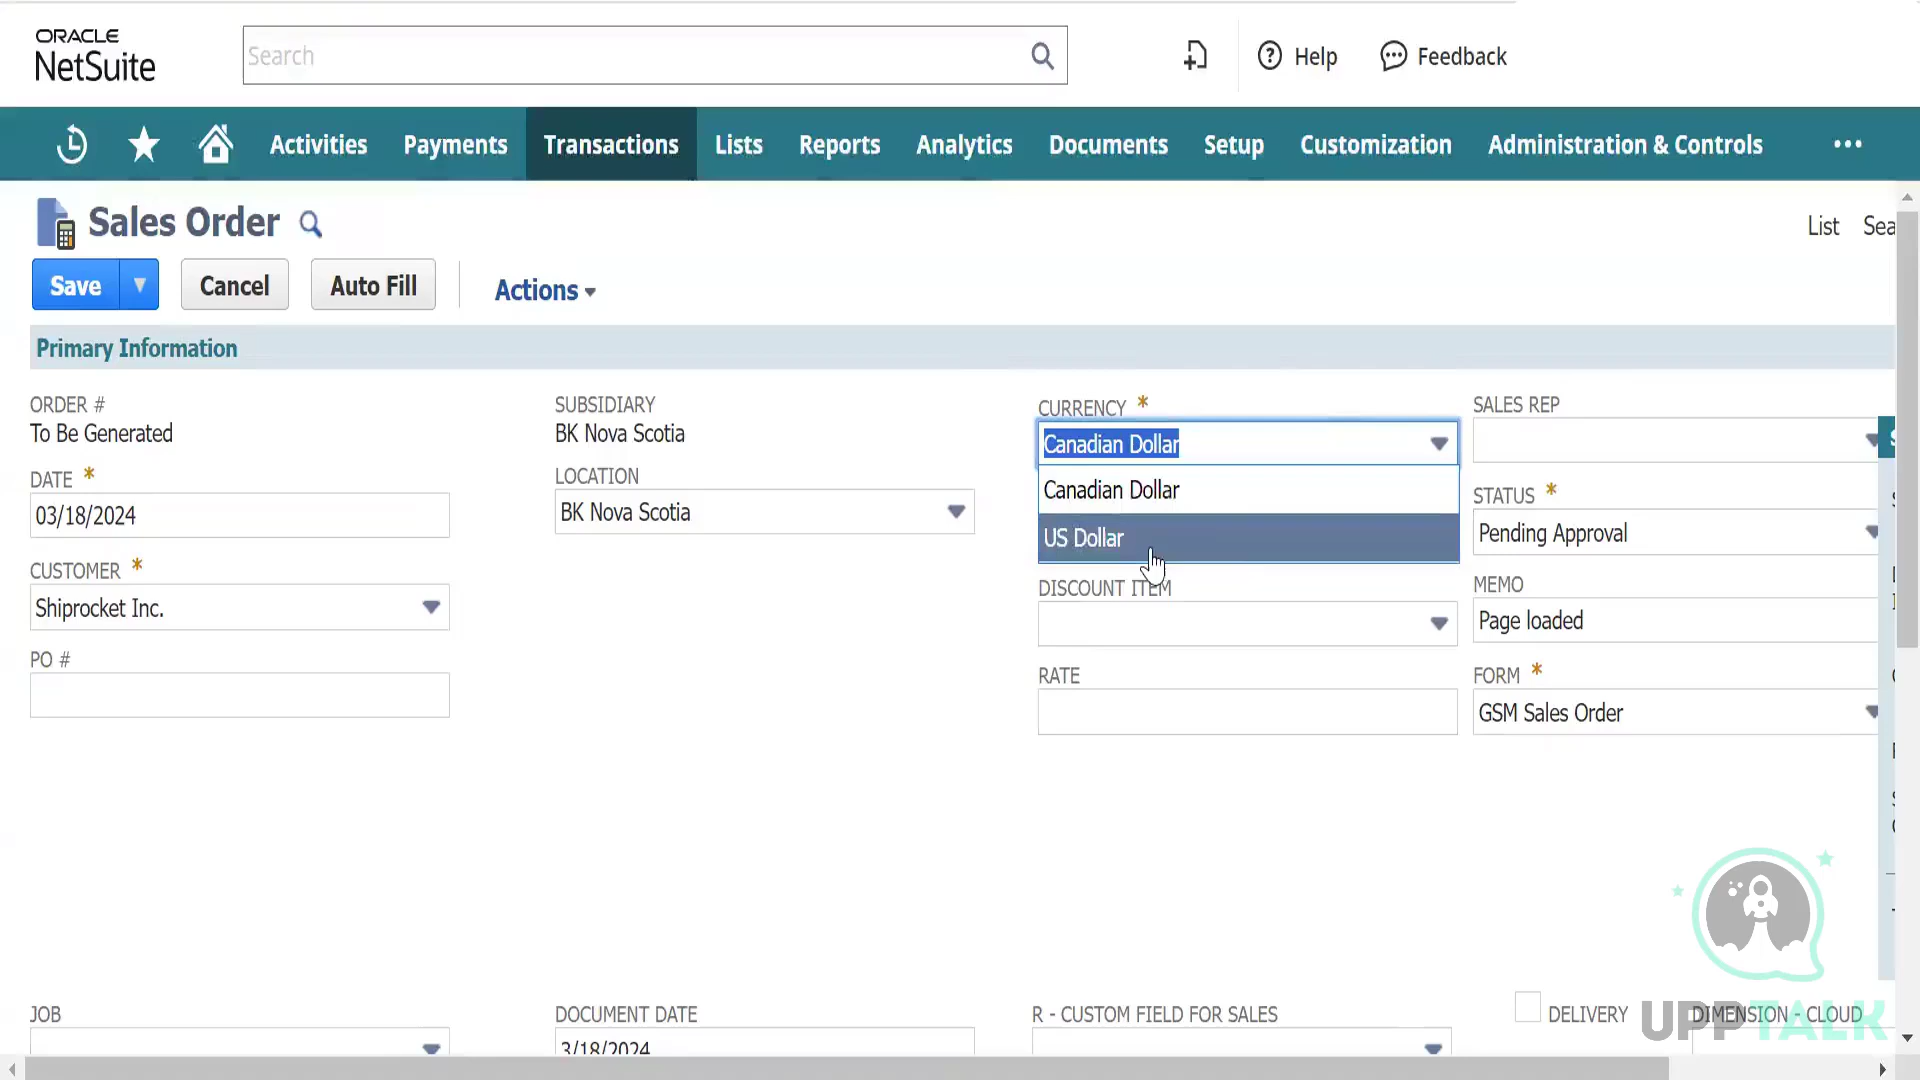 ORACLE
NetSuite
Search
Help
Feedback
Activities
Payments
Transactions
Lists
Reports
Analytics
Documents
Setup
Customization
Administration & Controls
Sales Order
List
Sea
Save
Cancel
Auto Fill
Actions
Primary Information
ORDER #
To Be Generated
DATE *
03/18/2024
CUSTOMER *
Shiprocket Inc.
PO #
SUBSIDIARY
BK Nova Scotia
LOCATION
BK Nova Scotia
CURRENCY *
Canadian Dollar
Canadian Dollar
US Dollar
DISCOUNT ITEM
RATE
SALES REP
STATUS *
Pending Approval
MEMO
Page loaded
FORM *
GSM Sales Order
JOB
DOCUMENT DATE
3/18/2024
R - CUSTOM FIELD FOR SALES
DELIVERY
DIMENSION - CLOUD
UPPTALK